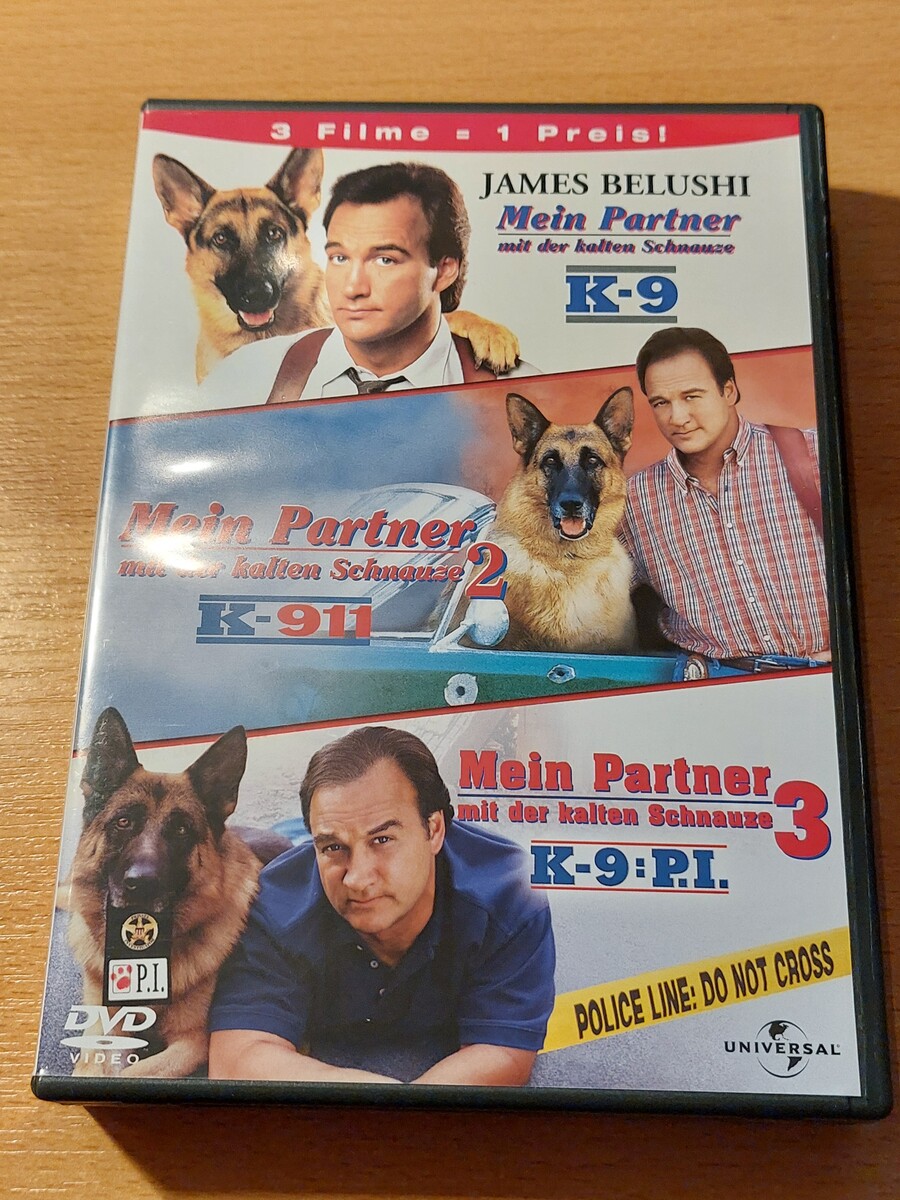 3 Filme = 1 Preis!
JAMES BELUSHI
Mein Partner
mit der kalten Schnauze
K-9
Mein Partner
mit der kalten Schnauze 2
K-911
Mein Partner
mit der kalten Schnauze 3
K-9:P.I.
P.I.
POLICE LINE: DO NOT CROSS
DVD
VIDEO
UNIVERSAL